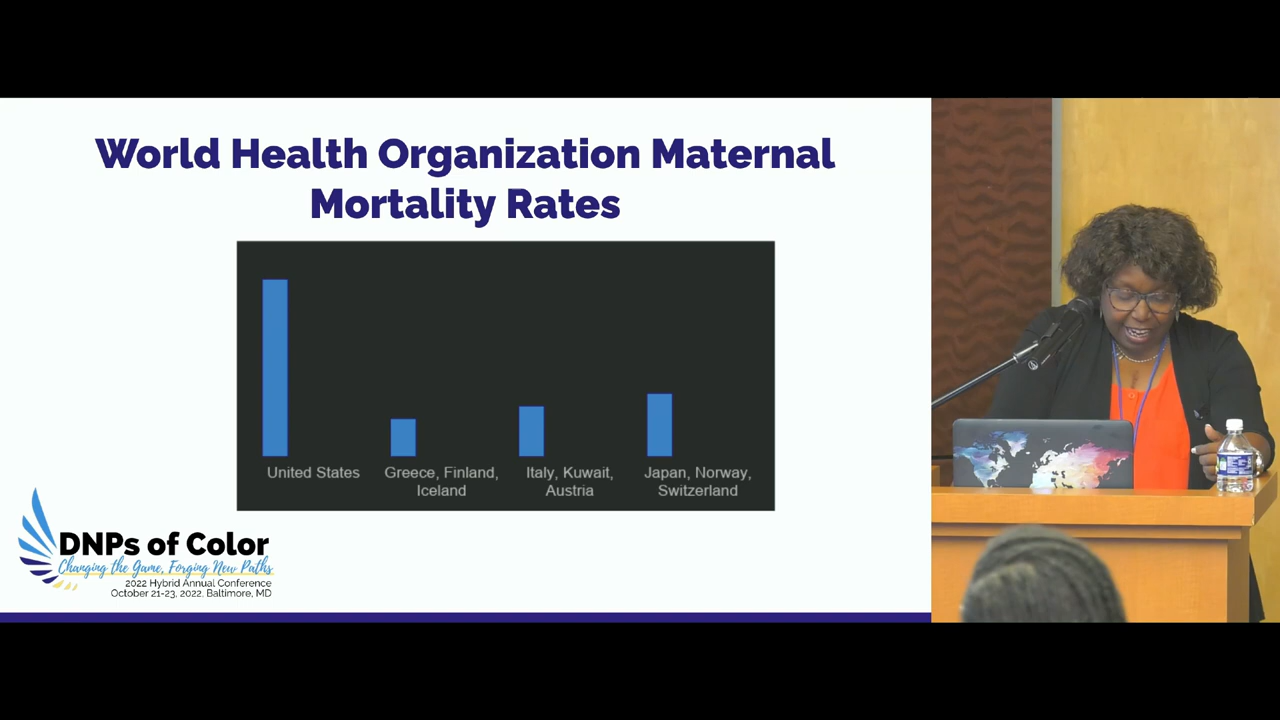 World Health Organization Maternal
Mortality Rates
United States
Greece, Finland,
Iceland
Italy, Kuwait,
Austria
Japan, Norway,
Switzerland
DNPs of Color
Changing the Game, Forging New Paths
2022 Hybrid Annual Conference
October 21-23, 2022, Baltimore, MD